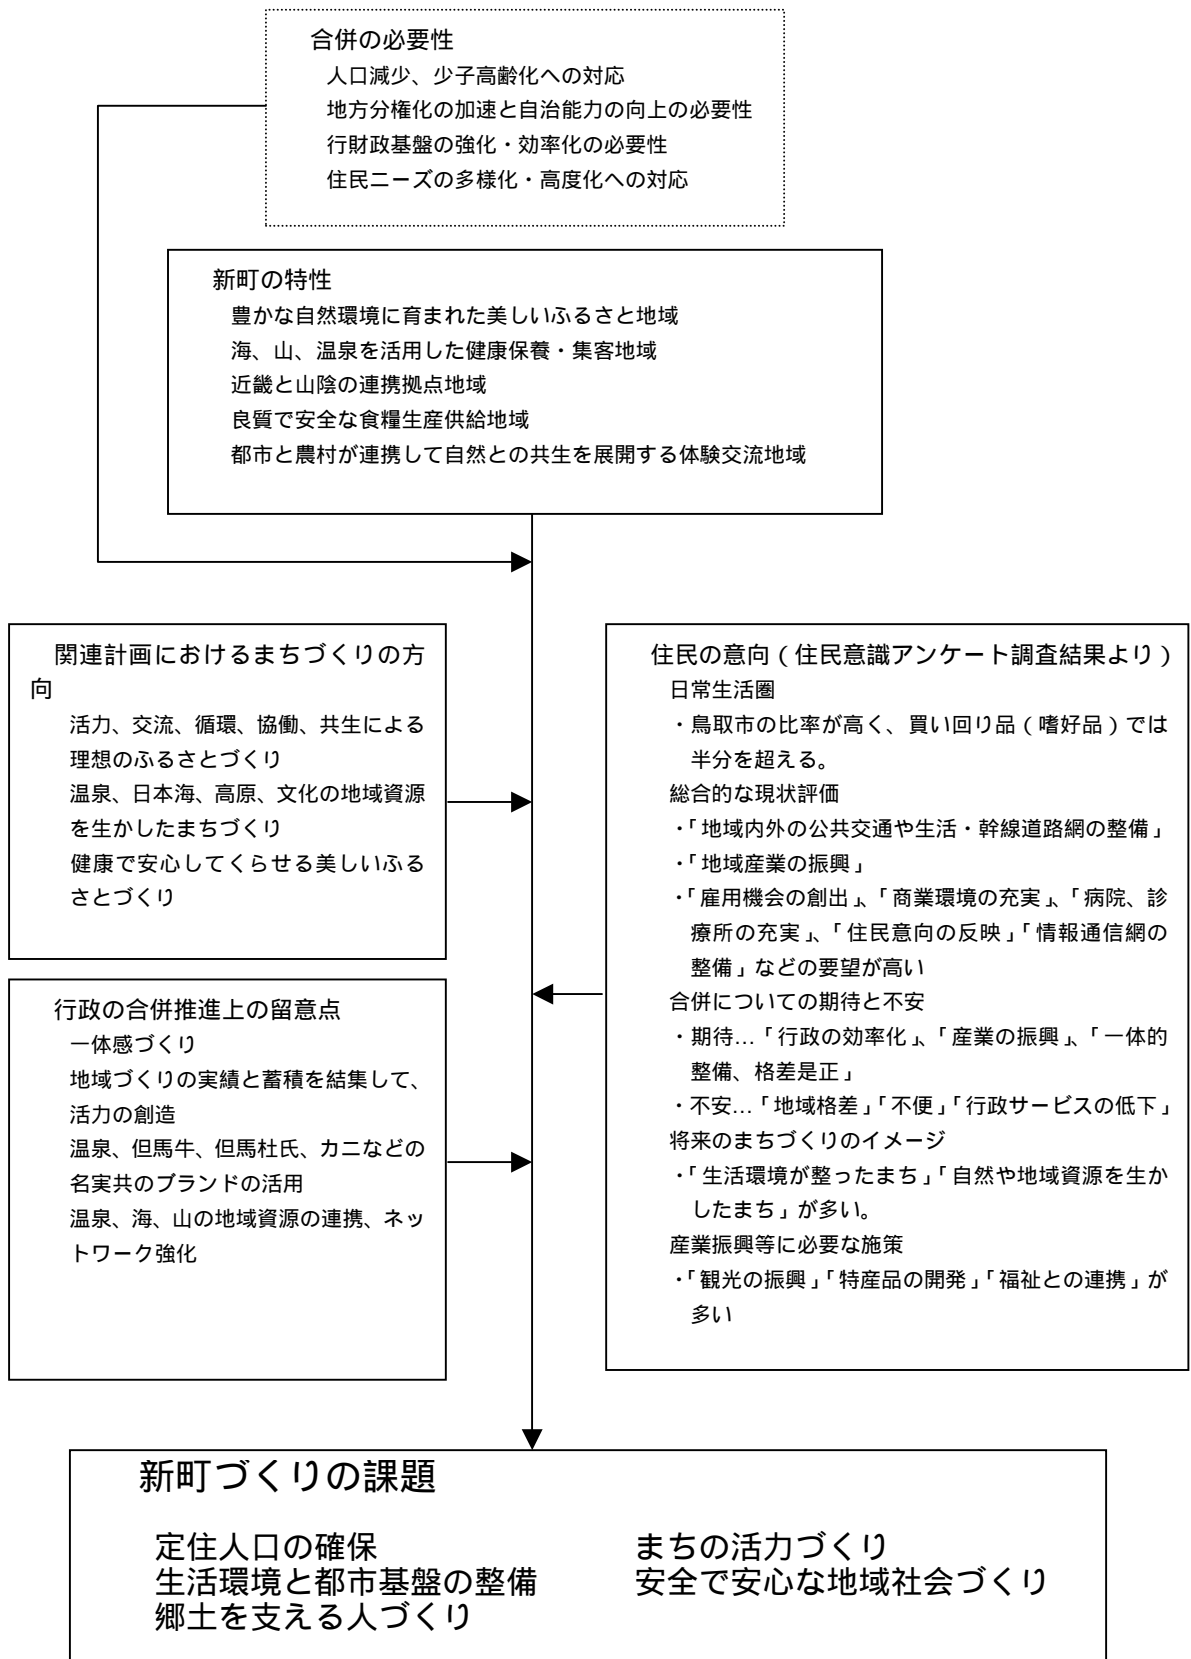 合併の必要性
人口減少、少子高齢化への対応
地方分権化の加速と自治能力の向上の必要性
行財政基盤の強化・効率化の必要性
住民ニーズの多様化・高度化への対応
新町の特性
豊かな自然環境に育まれた美しいふるさと地域
海、山、温泉を活用した健康保養・集客地域
近畿と山陰の連携拠点地域
良質で安全な食糧生産供給地域
都市と農村が連携して自然との共生を展開する体験交流地域
関連計画におけるまちづくりの方
向
活力、交流、循環、協働、共生による
理想のふるさとづくり
温泉、日本海、高原、文化の地域資源
を生かしたまちづくり
健康で安心してくらせる美しいふる
さとづくり
行政の合併推進上の留意点
一体感づくり
地域づくりの実績と蓄積を結集して、
活力の創造
温泉、但馬牛、但馬杜氏、カニなどの
名実共のブランドの活用
温泉、海、山の地域資源の連携、ネッ
トワーク強化
住民の意向(住民意識アンケート調査結果より)
日常生活圏
・鳥取市の比率が高く、買い回り品(嗜好品)では
半分を超える。
総合的な現状評価
・「地域内外の公共交通や生活・幹線道路網の整備」
・「地域産業の振興」
・「雇用機会の創出」、「商業環境の充実」、「病院、診
療所の充実」、「住民意向の反映」「情報通信網の
整備」などの要望が高い
合併についての期待と不安
・期待…「行政の効率化」、「産業の振興」、「一体的
整備、格差是正」
・不安…「地域格差」「不便」「行政サービスの低下」
将来のまちづくりのイメージ
・「生活環境が整ったまち」「自然や地域資源を生か
したまち」が多い。
産業振興等に必要な施策
・「観光の振興」「特産品の開発」「福祉との連携」が
多い
新町づくりの課題
定住人口の確保
生活環境と都市基盤の整備
郷土を支える人づくり
まちの活力づくり
安全で安心な地域社会づくり